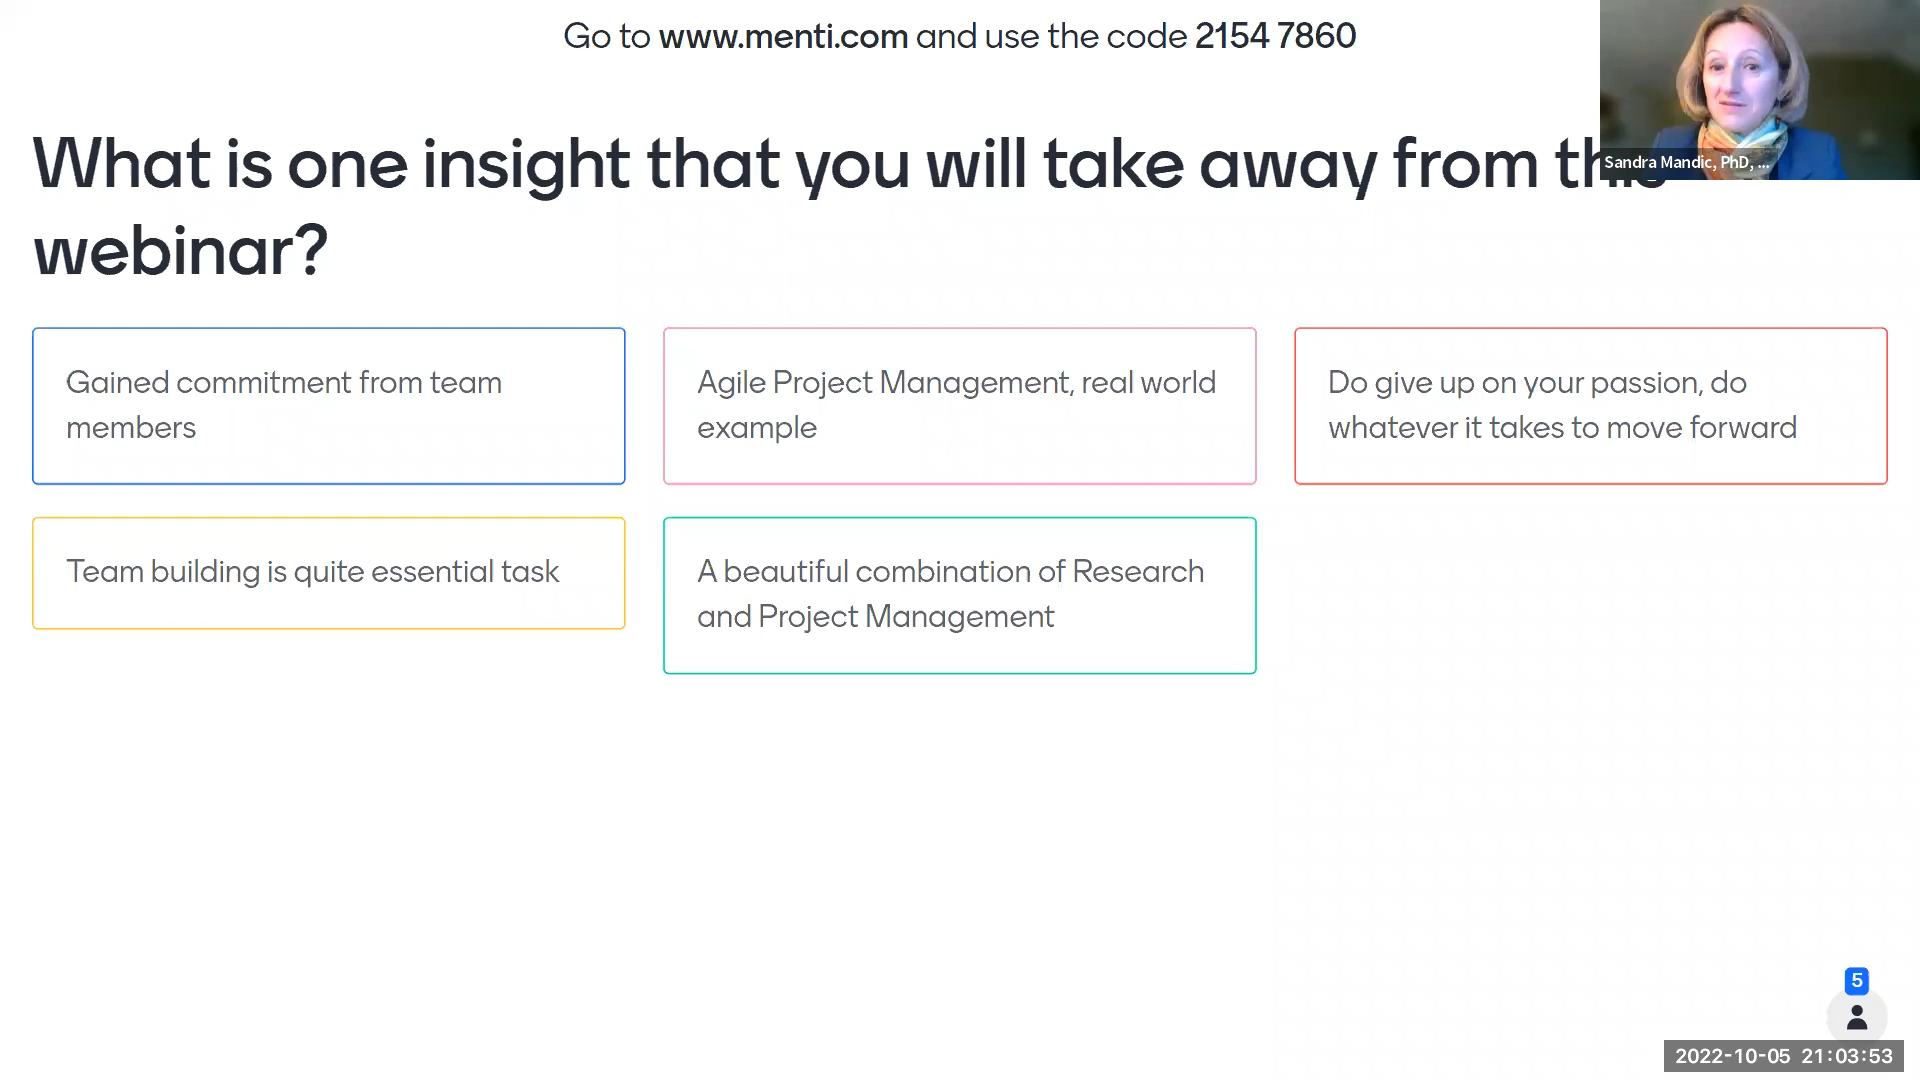 Go to www.menti.com and use the code 2154 7860
What is one insight that you will take away from this
webinar?
Sandra Mandic, PhD, ...
Gained commitment from team
members
Agile Project Management, real world
example
Do give up on your passion, do
whatever it takes to move forward
Team building is quite essential task
A beautiful combination of Research
and Project Management
5
2022-10-05 21:03:53